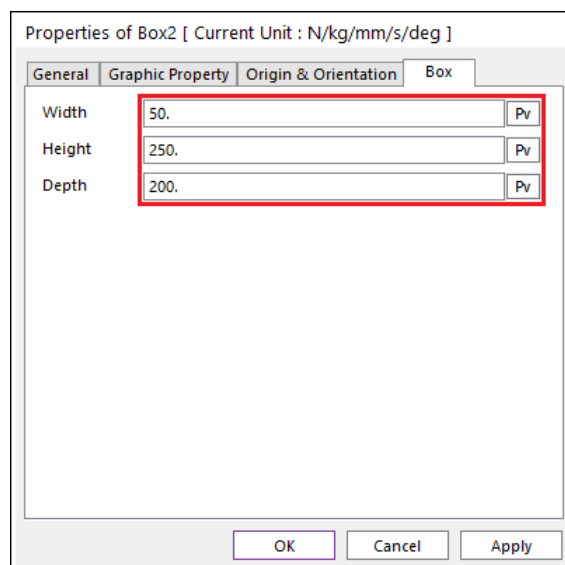 Properties of Box2 [ Current Unit : N/kg/mm/s/deg ]
General Graphic Property Origin & Orientation Box
Width 50. Pv
Height 250. Pv
Depth 200. Pv
OK Cancel Apply